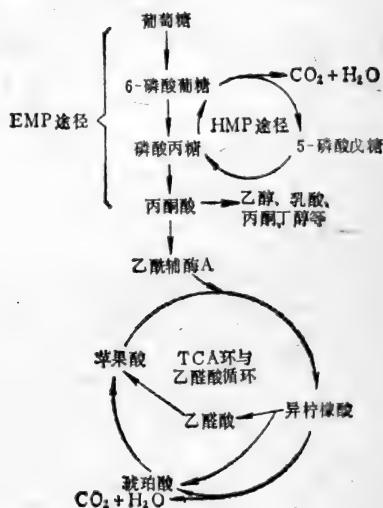 葡萄糖
6-磷酸葡糖
CO₂+H₂O
EMP途径
HMP途径
磷酸丙糖
5-磷酸戊糖
丙酮酸
乙醇、乳酸、
丙酮丁醇等
乙酰辅酶A
苹果酸
TCA环与
乙醛酸循环
乙醛酸
异柠檬酸
琥珀酸
CO₂+H₂O